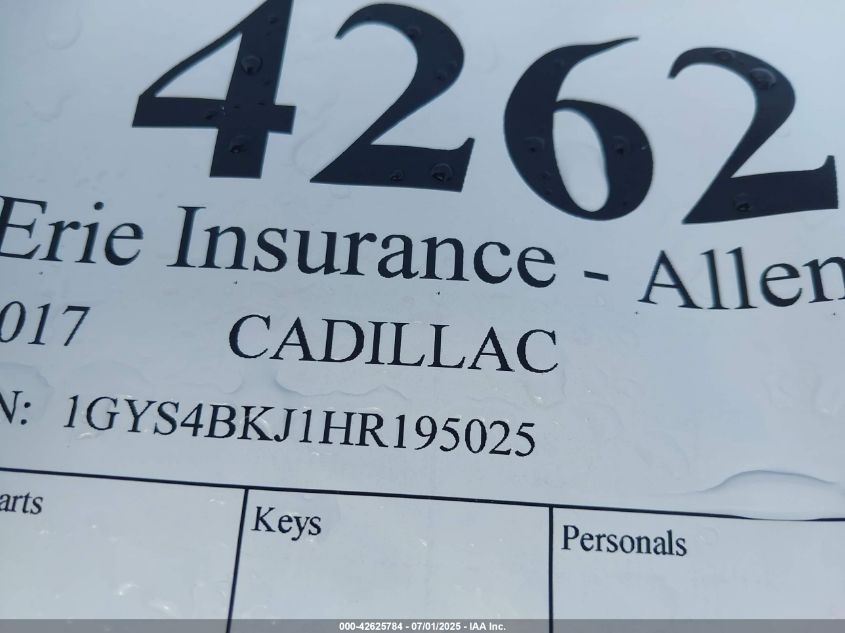 4262
Erie Insurance - Allen
017 CADILLAC
N: 1GYS4BKJ1HR195025
arts Keys Personals
000-42625784 - 07/01/2025 - IAA Inc.